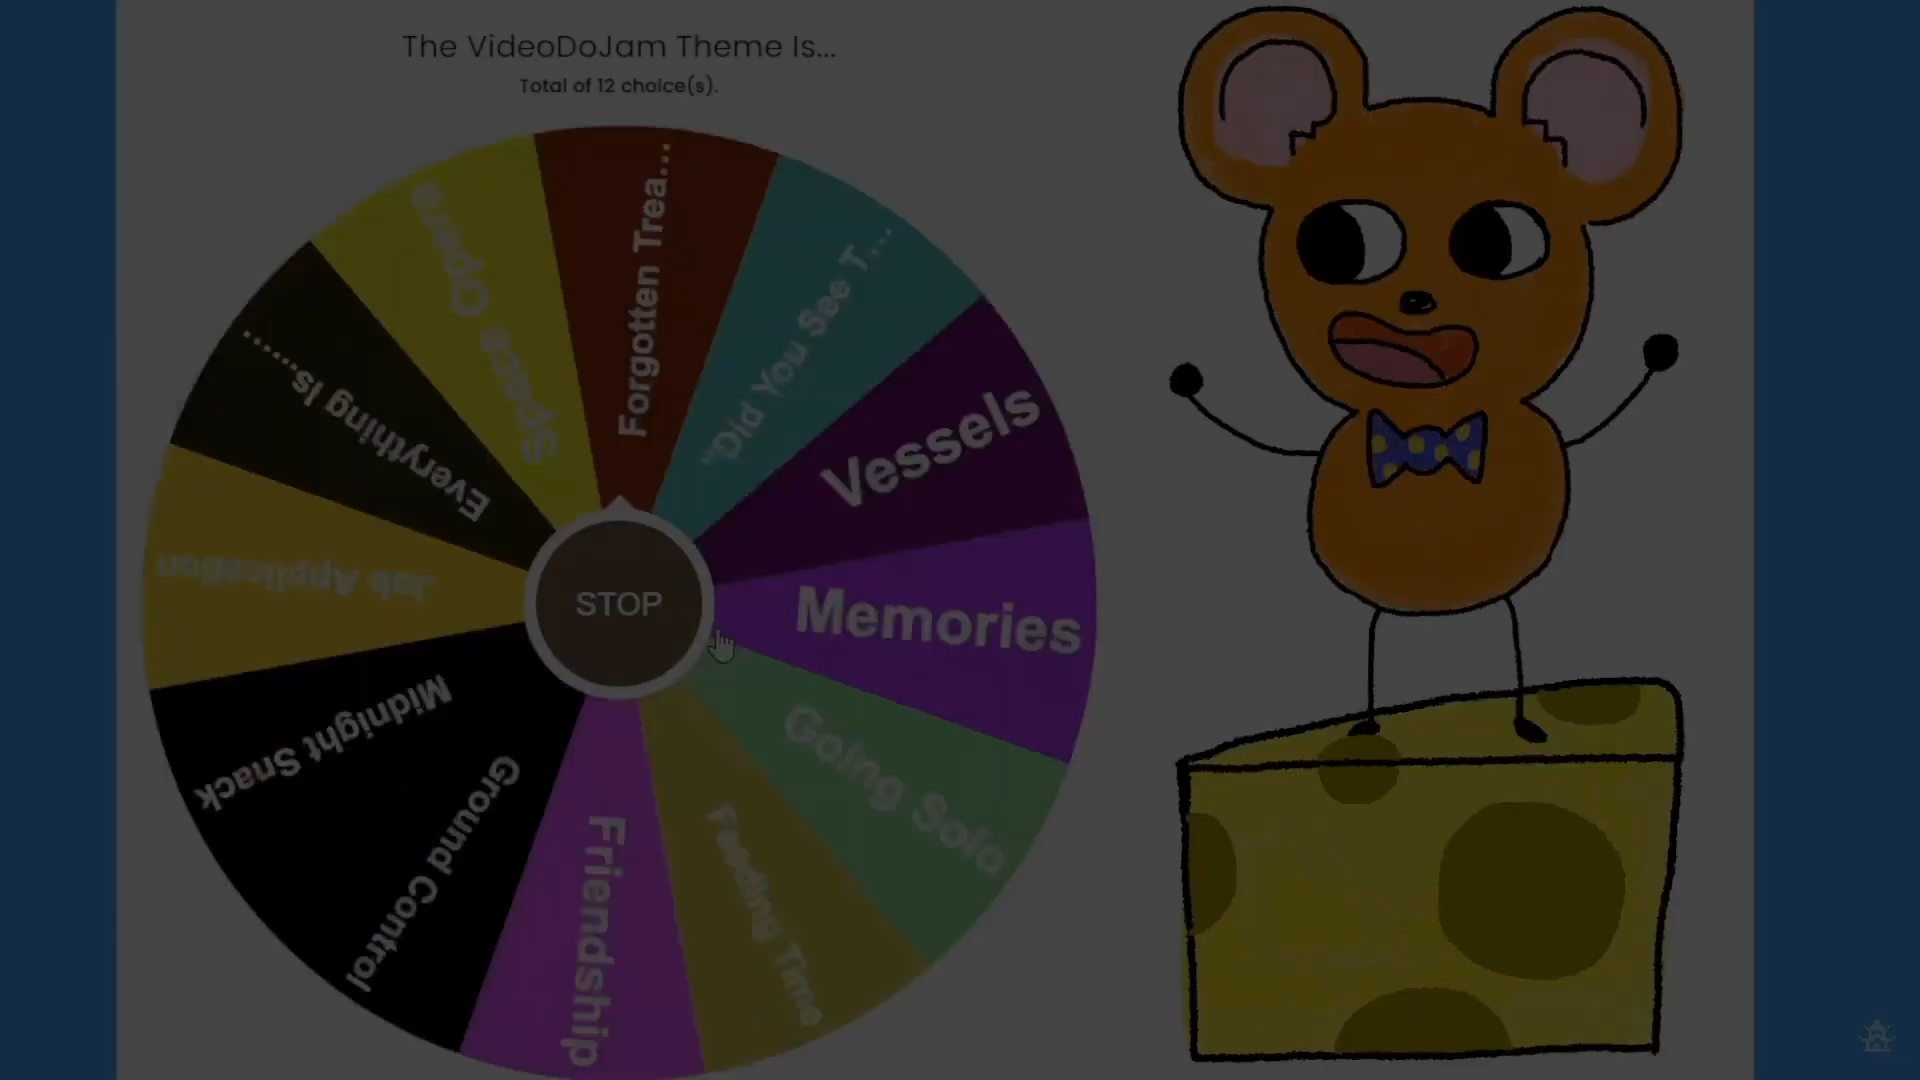 The VideoDoJam Theme Is...
Total of 12 choice(s).
Forgotten Trea...
"Did You See T...
Vessels
Memories
Going Solo
Feeding Time
Friendship
Ground Control
Midnight Snack
Job Application
Everything Is......
Space Opera
STOP